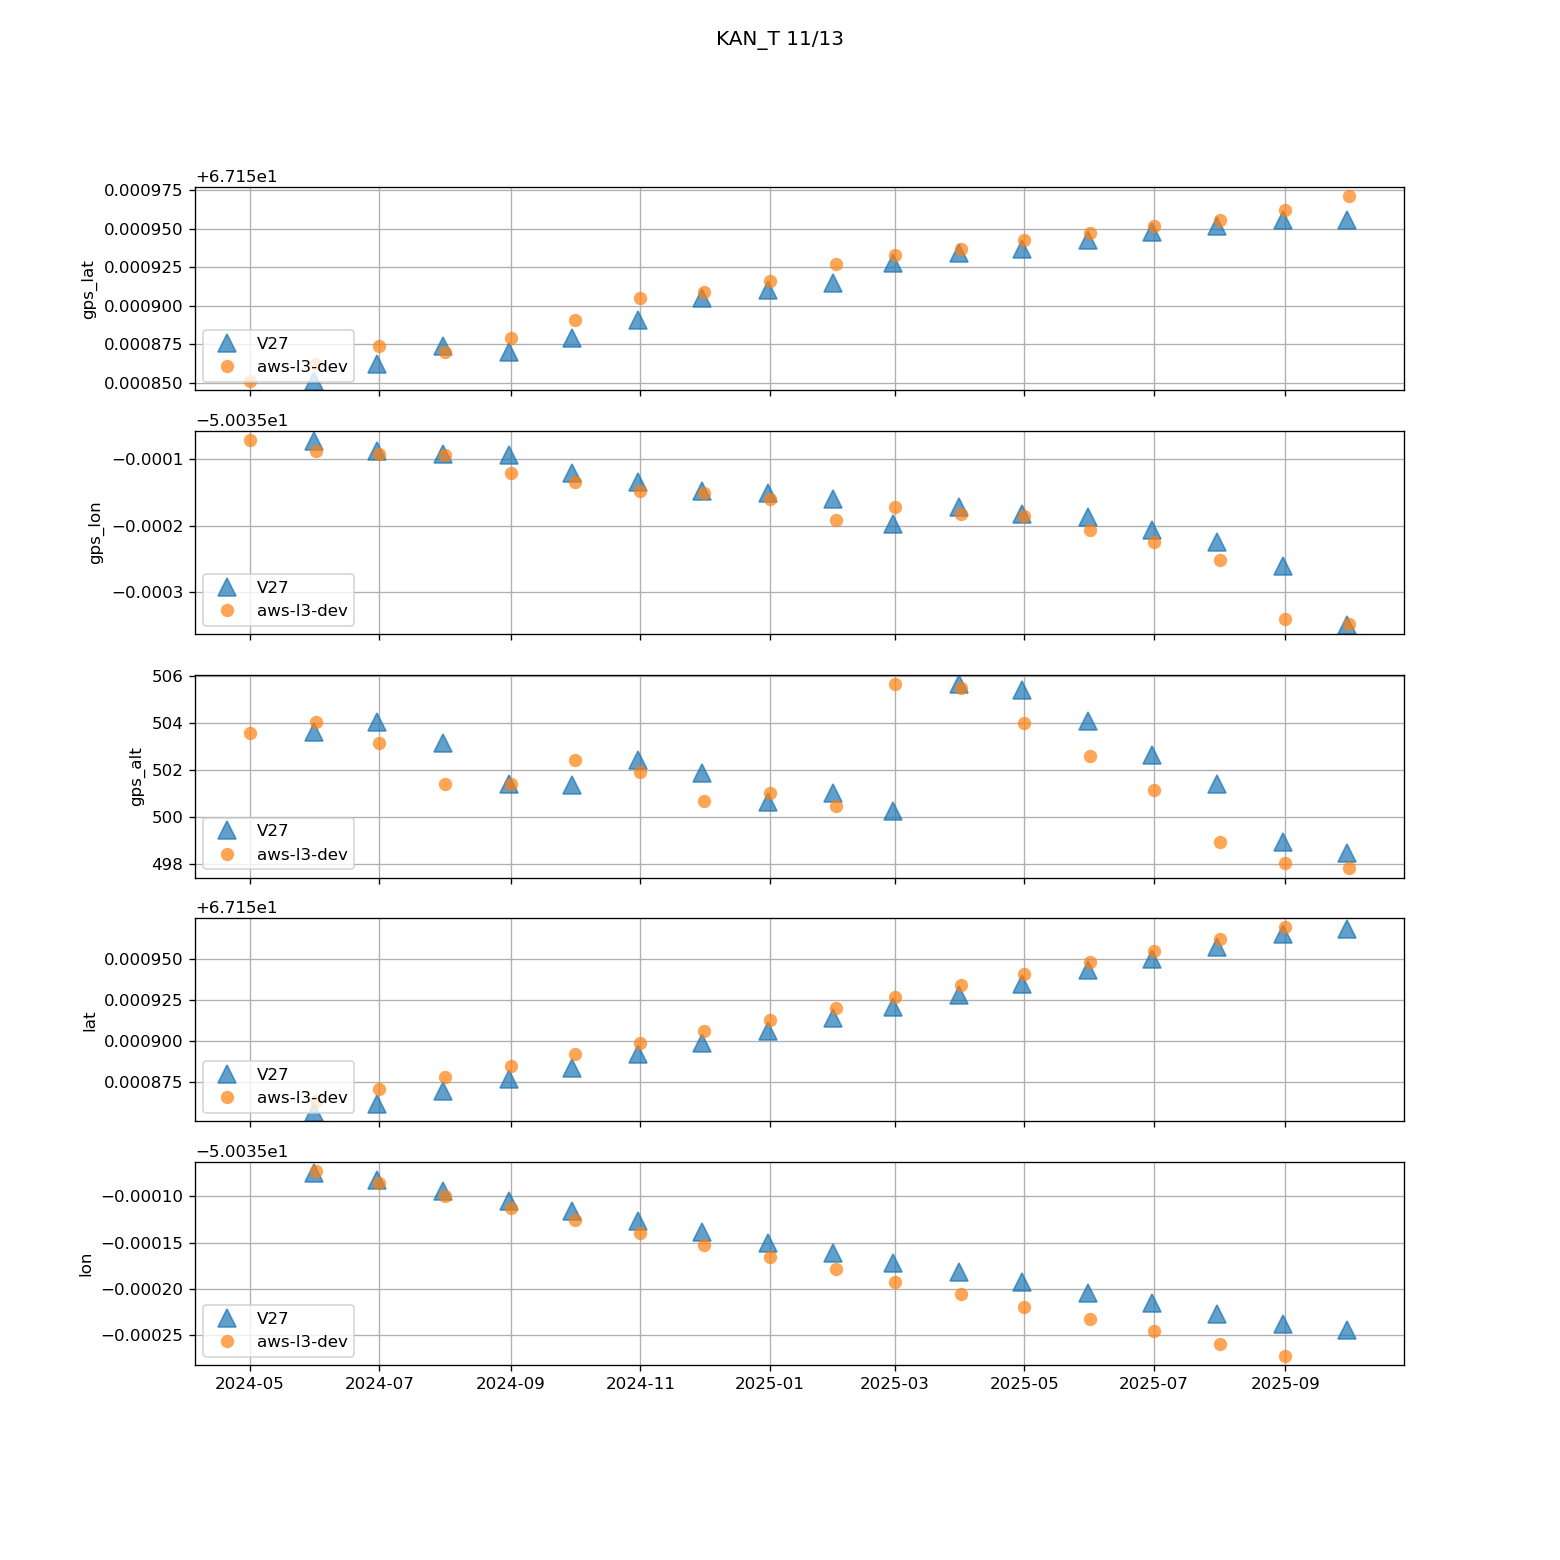 KAN_T 11/13
+6.715e1
0.000975
0.000950
0.000925
0.000900
0.000875
0.000850
gps_lat
V27
aws-l3-dev
−5.0035e1
−0.0001
−0.0002
−0.0003
gps_lon
V27
aws-l3-dev
506
504
502
500
498
gps_alt
V27
aws-l3-dev
+6.715e1
0.000950
0.000925
0.000900
0.000875
lat
V27
aws-l3-dev
−5.0035e1
−0.00010
−0.00015
−0.00020
−0.00025
lon
V27
aws-l3-dev
2024-05 2024-07 2024-09 2024-11 2025-01 2025-03 2025-05 2025-07 2025-09